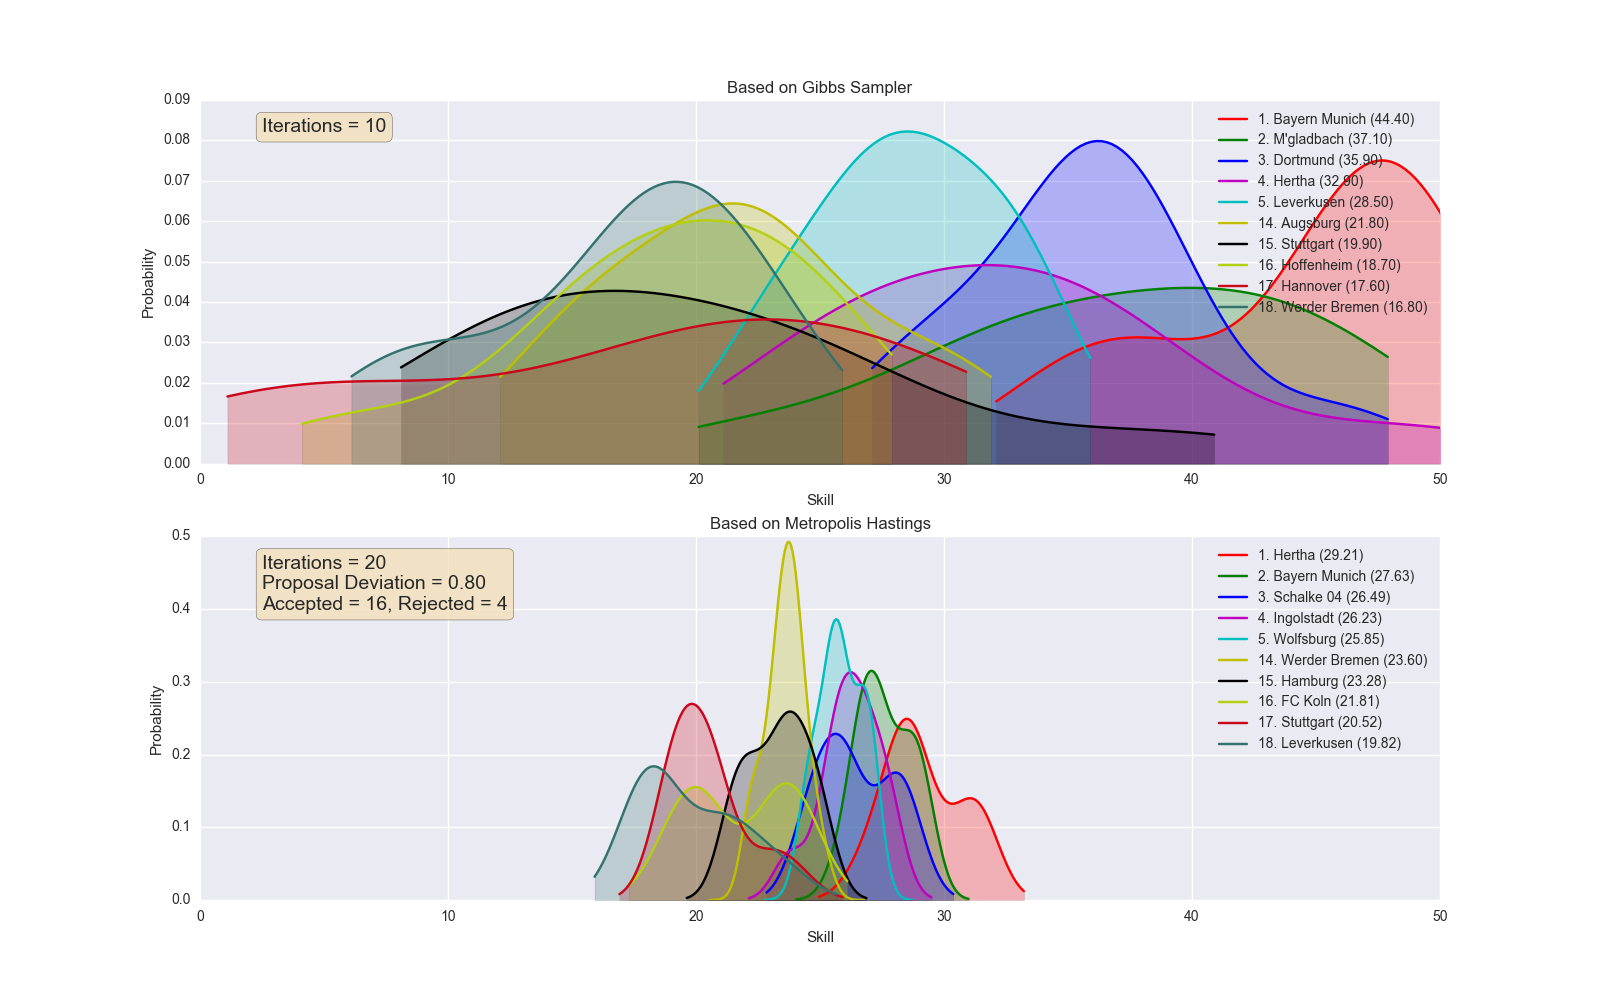 Based on Gibbs Sampler
0.09
0.08
0.07
0.06
0.05
0.04
0.03
0.02
0.01
0.00
Probability
Iterations = 10
1. Bayern Munich (44.40)
2. M'gladbach (37.10)
3. Dortmund (35.90)
4. Hertha (32.90)
5. Leverkusen (28.50)
14. Augsburg (21.80)
15. Stuttgart (19.90)
16. Hoffenheim (18.70)
17. Hannover (17.60)
18. Werder Bremen (16.80)
0 10 20 30 40 50
Skill
Based on Metropolis Hastings
0.5
0.4
0.3
0.2
0.1
0.0
Probability
Iterations = 20
Proposal Deviation = 0.80
Accepted = 16, Rejected = 4
1. Hertha (29.21)
2. Bayern Munich (27.63)
3. Schalke 04 (26.49)
4. Ingolstadt (26.23)
5. Wolfsburg (25.85)
14. Werder Bremen (23.60)
15. Hamburg (23.28)
16. FC Koln (21.81)
17. Stuttgart (20.52)
18. Leverkusen (19.82)
0 10 20 30 40 50
Skill